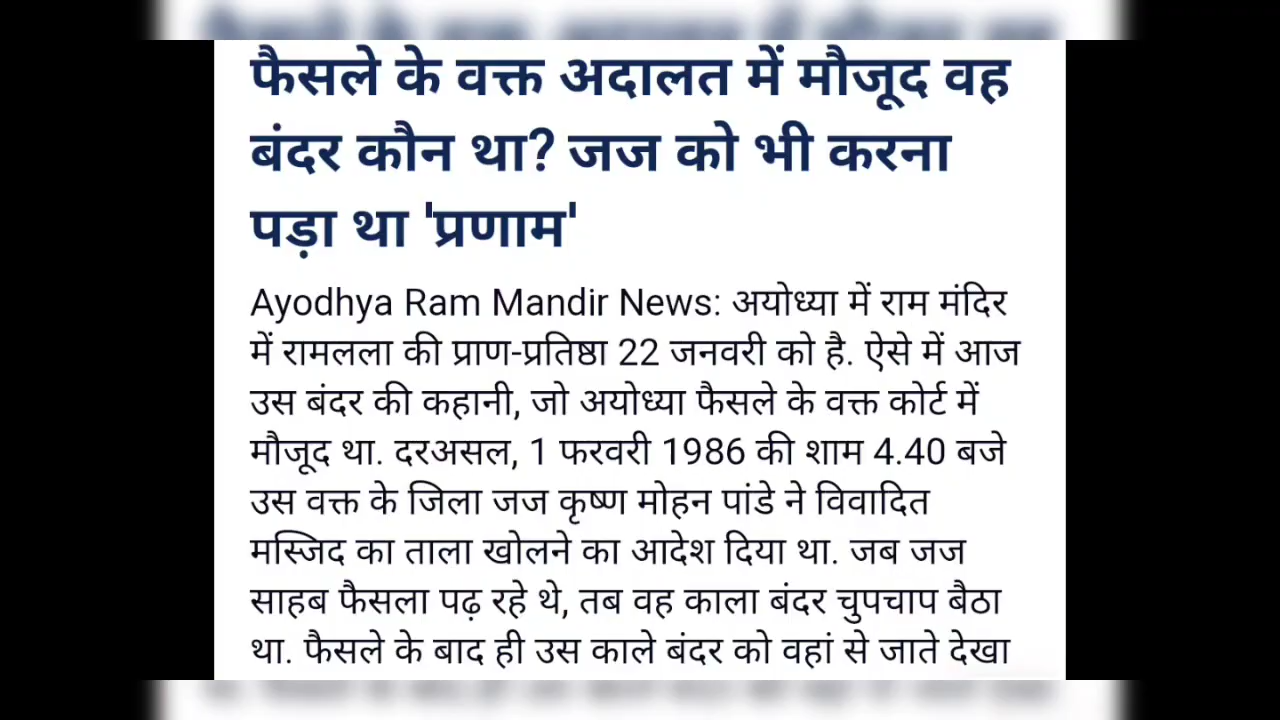 फैसले के वक्त अदालत में मौजूद वह
बंदर कौन था? जज को भी करना
पड़ा था 'प्रणाम'
Ayodhya Ram Mandir News: अयोध्या में राम मंदिर
में रामलला की प्राण-प्रतिष्ठा 22 जनवरी को है. ऐसे में आज
उस बंदर की कहानी, जो अयोध्या फैसले के वक्त कोर्ट में
मौजूद था. दरअसल, 1 फरवरी 1986 की शाम 4.40 बजे
उस वक्त के जिला जज कृष्ण मोहन पांडे ने विवादित
मस्जिद का ताला खोलने का आदेश दिया था. जब जज
साहब फैसला पढ़ रहे थे, तब वह काला बंदर चुपचाप बैठा
था. फैसले के बाद ही उस काले बंदर को वहां से जाते देखा